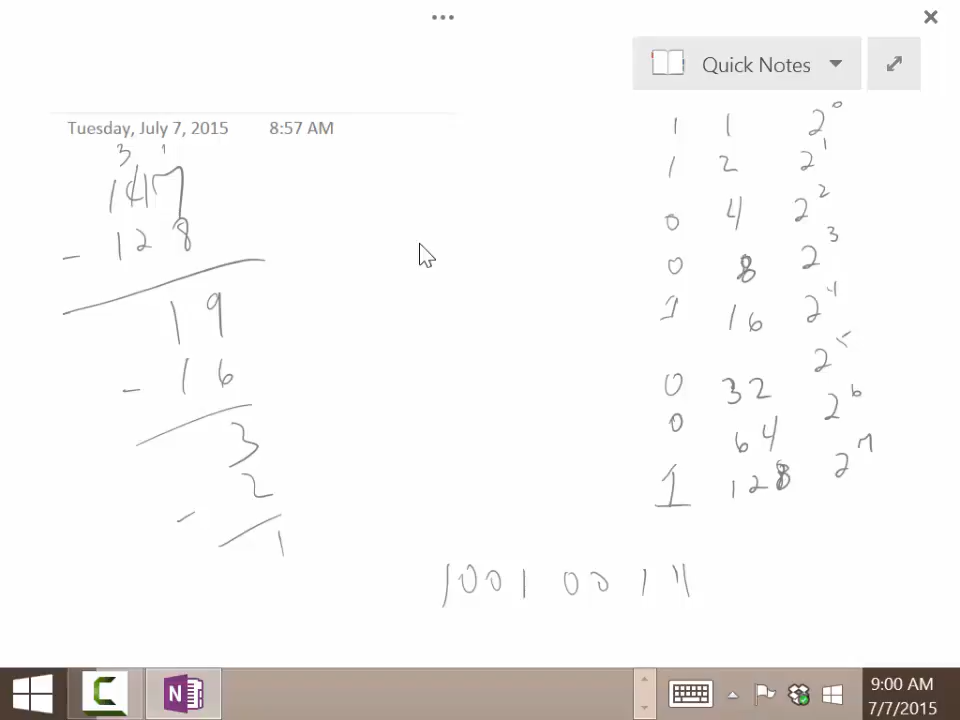 Quick Notes
Tuesday, July 7, 2015 8:57 AM
3 1
147
- 128
19
- 16
3
- 2
1
1 1 2^0
1 2 2^1
0 4 2^2
0 8 2^3
1 16 2^4
0 32 2^5
0 64 2^6
1 128 2^7
1001 0011
9:00 AM
7/7/2015